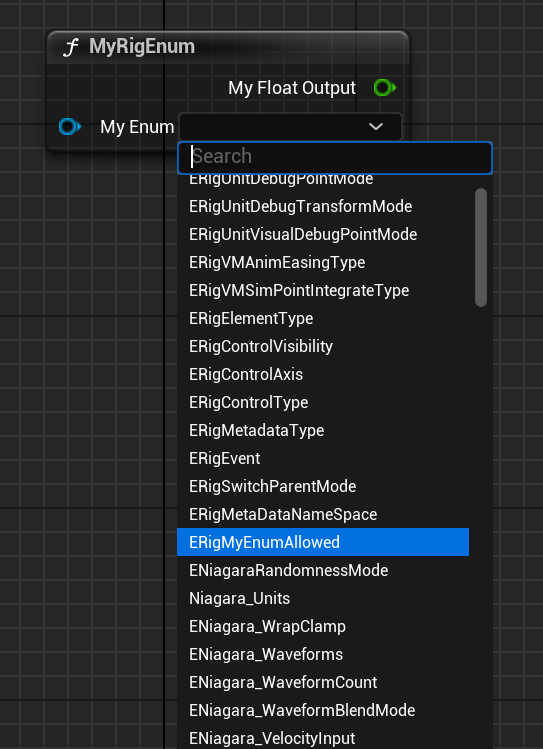 f MyRigEnum
My Float Output
My Enum
Search
ERigUnitDebugPointMode
ERigUnitDebugTransformMode
ERigUnitVisualDebugPointMode
ERigVMAnimEasingType
ERigVMSimPointIntegrateType
ERigElementType
ERigControlVisibility
ERigControlAxis
ERigControlType
ERigMetadataType
ERigEvent
ERigSwitchParentMode
ERigMetaDataNameSpace
ERigMyEnumAllowed
ENiagaraRandomnessMode
Niagara_Units
ENiagara_WrapClamp
ENiagara_Waveforms
ENiagara_WaveformCount
ENiagara_WaveformBlendMode
ENiagara_VelocityInput